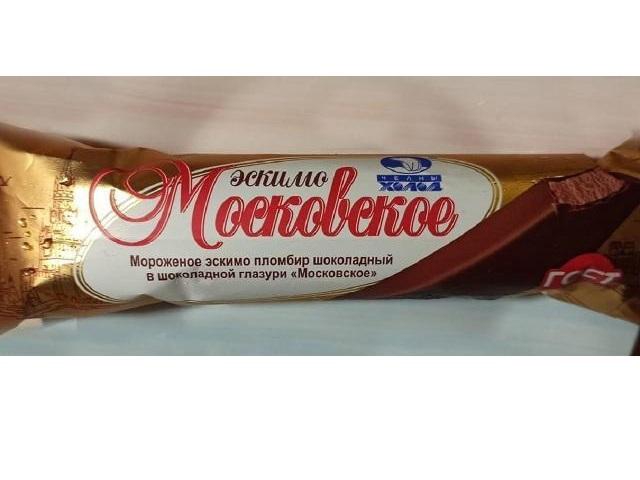 эскимо
Московское
ЧЕЛНЫ
ХОЛОД
Мороженое эскимо пломбир шоколадный
в шоколадной глазури «Московское»
ГОСТ